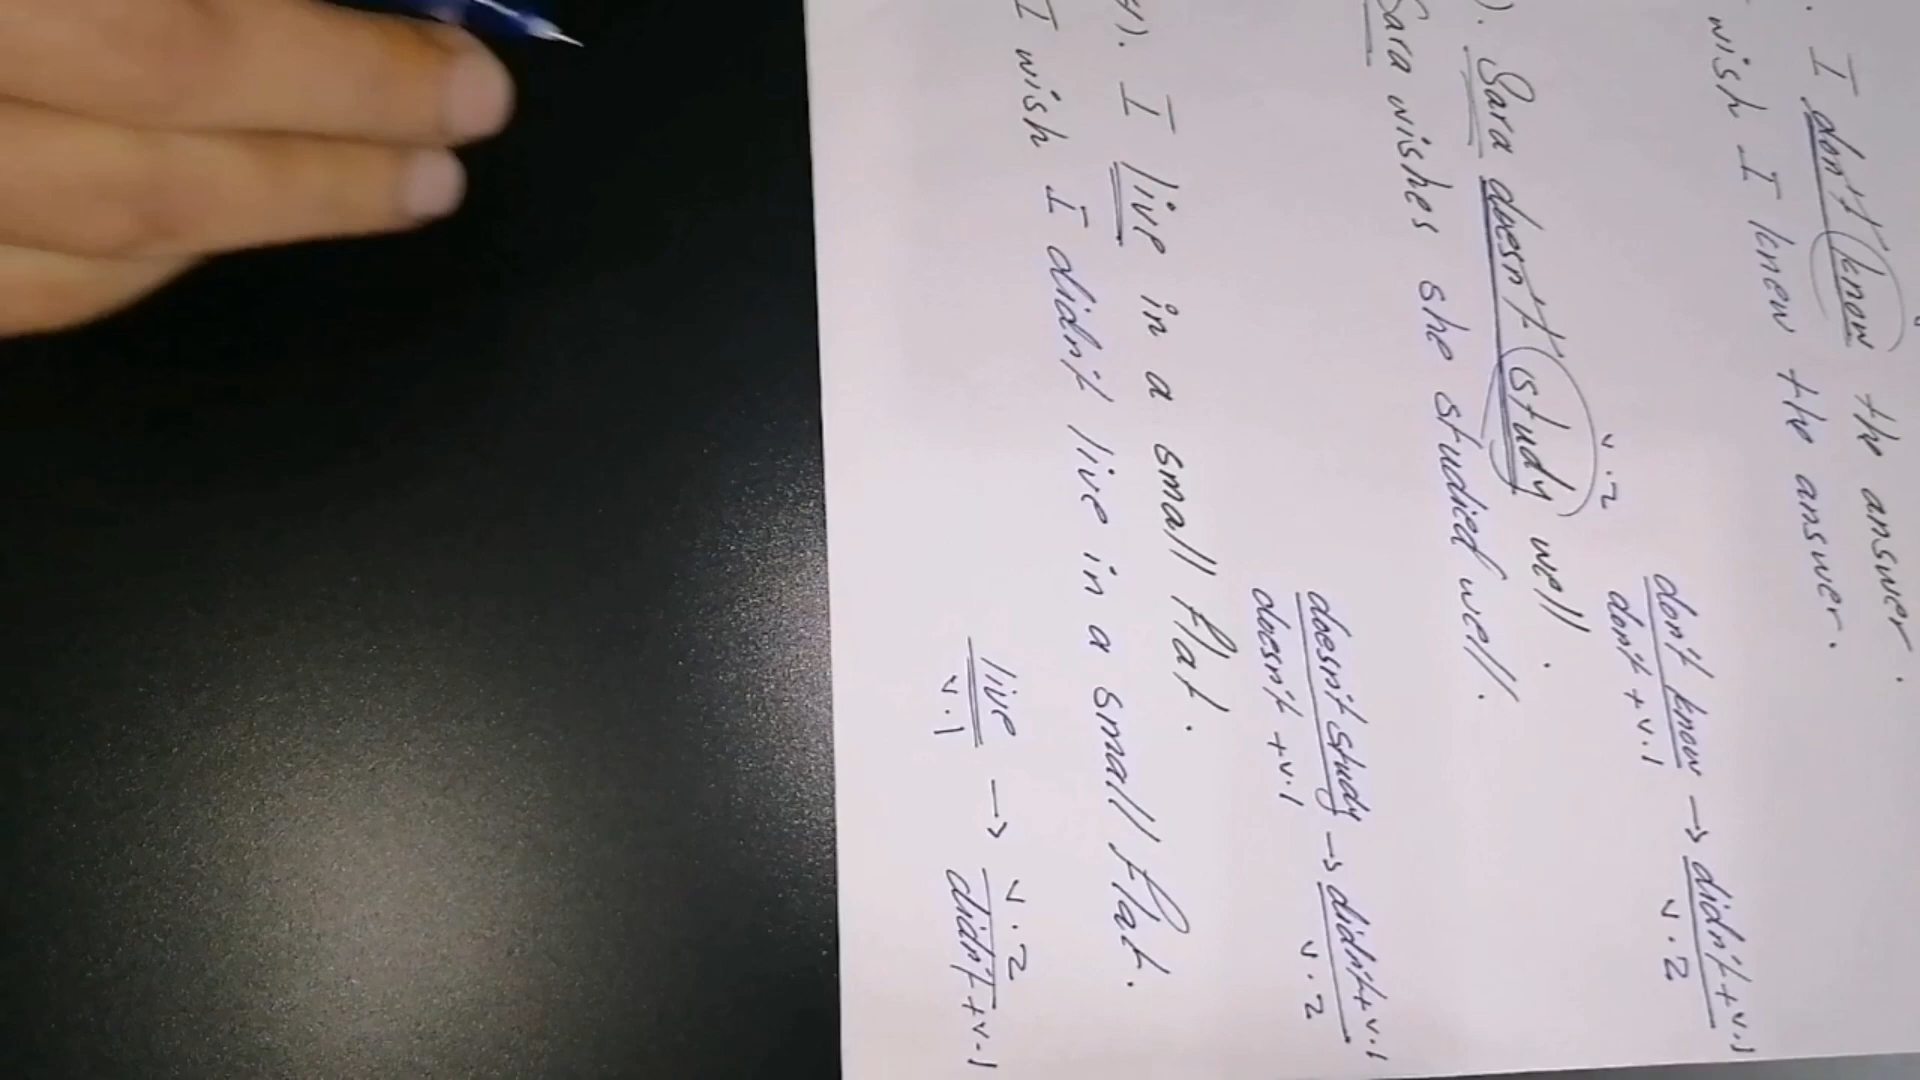 . I don't know the answer.
wish I knew the answer.
don't know → didn't + v.1
don't + v.1 v.2
). Sara doesn't study well.
v.2
Sara wishes she studied well.
doesn't study → didn't + v.1
doesn't + v.1 v.2
4). I live in a small flat.
I wish I didn't live in a small flat.
live → didn't + v.1
v.1 v.2